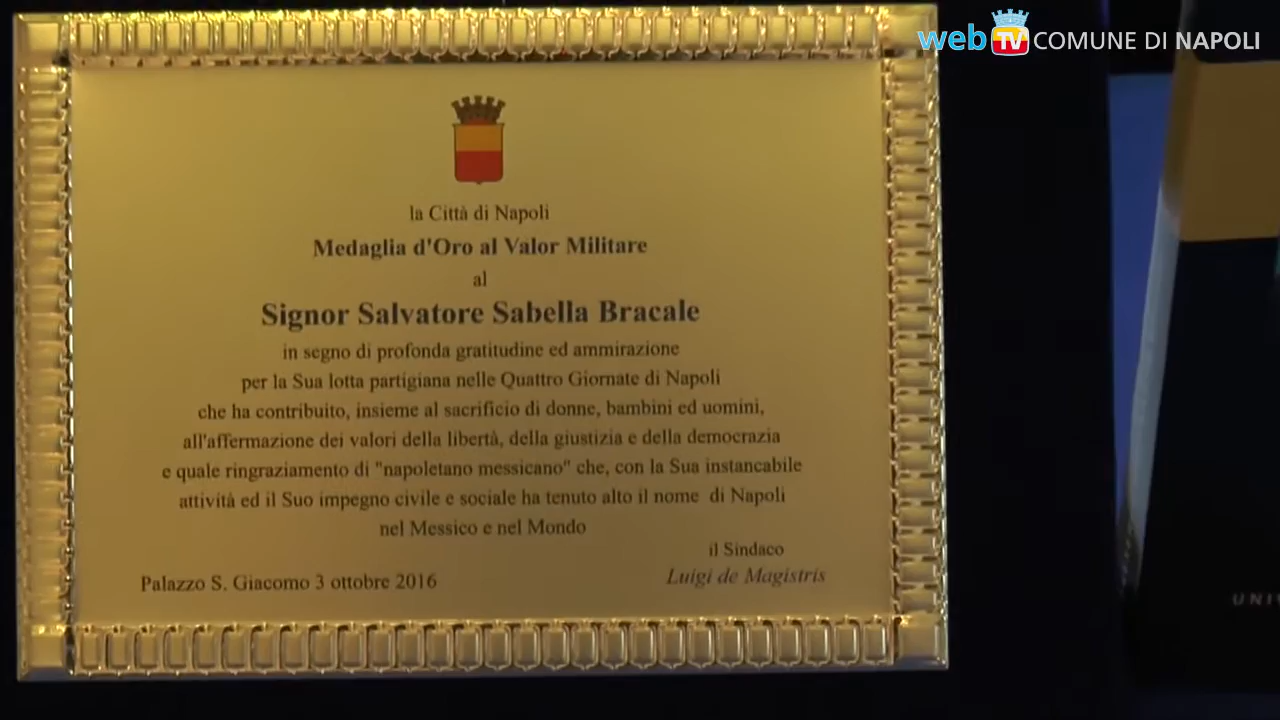 web TV COMUNE DI NAPOLI
la Città di Napoli
Medaglia d'Oro al Valor Militare
al
Signor Salvatore Sabella Bracale
in segno di profonda gratitudine ed ammirazione
per la Sua lotta partigiana nelle Quattro Giornate di Napoli
che ha contribuito, insieme al sacrificio di donne, bambini ed uomini,
all'affermazione dei valori della libertà, della giustizia e della democrazia
e quale ringraziamento di "napoletano messicano" che, con la Sua instancabile
attività ed il Suo impegno civile e sociale ha tenuto alto il nome di Napoli
nel Messico e nel Mondo
il Sindaco
Luigi de Magistris
Palazzo S. Giacomo 3 ottobre 2016